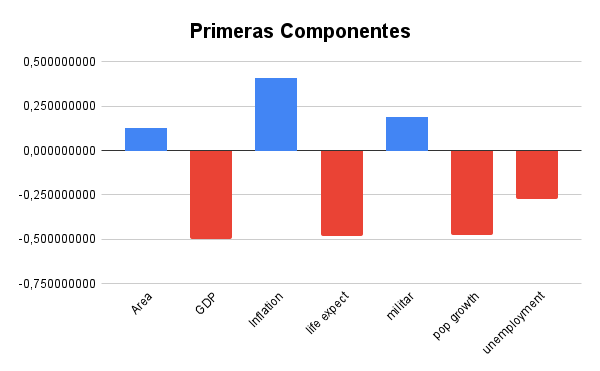 Primeras Componentes
0,500000000
0,250000000
0,000000000
-0,250000000
-0,500000000
-0,750000000
Area
GDP
Inflation
life expect
militar
pop growth
unemployment